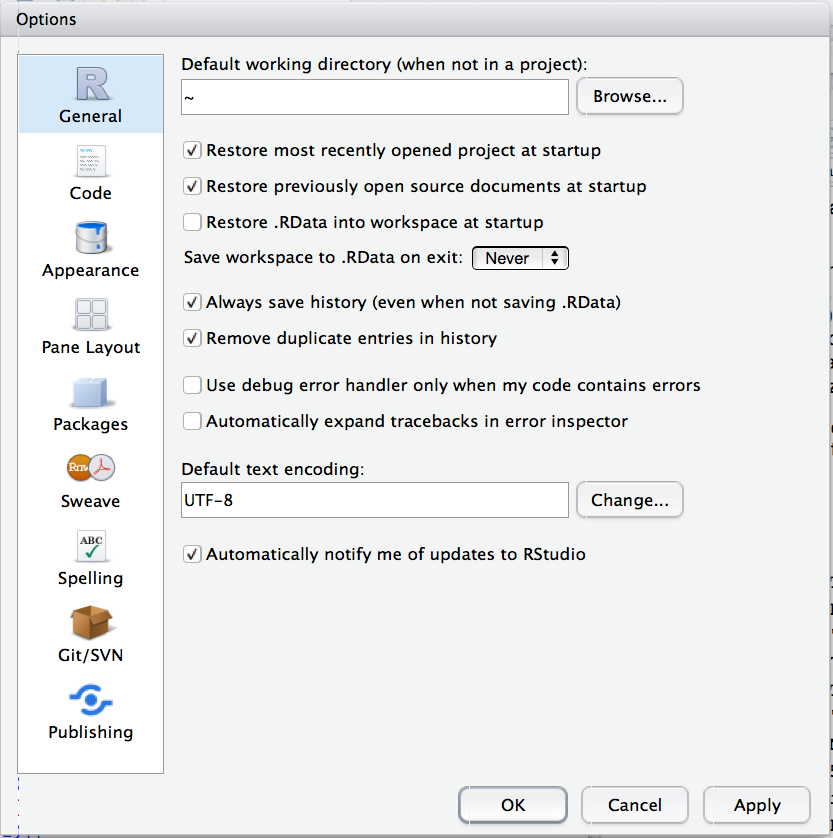 Options
General
Code
Appearance
Pane Layout
Packages
Sweave
ABC
Spelling
Git/SVN
Publishing
Default working directory (when not in a project):
~
Browse...
Restore most recently opened project at startup
Restore previously open source documents at startup
Restore .RData into workspace at startup
Save workspace to .RData on exit: Never
Always save history (even when not saving .RData)
Remove duplicate entries in history
Use debug error handler only when my code contains errors
Automatically expand tracebacks in error inspector
Default text encoding:
UTF-8
Change...
Automatically notify me of updates to RStudio
OK
Cancel
Apply